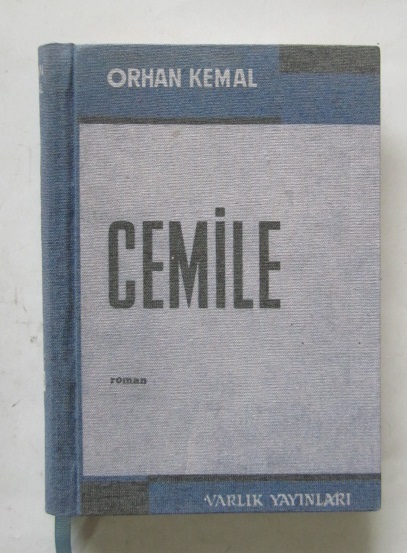 ORHAN KEMAL
CEMİLE
roman
VARLIK YAYINLARI